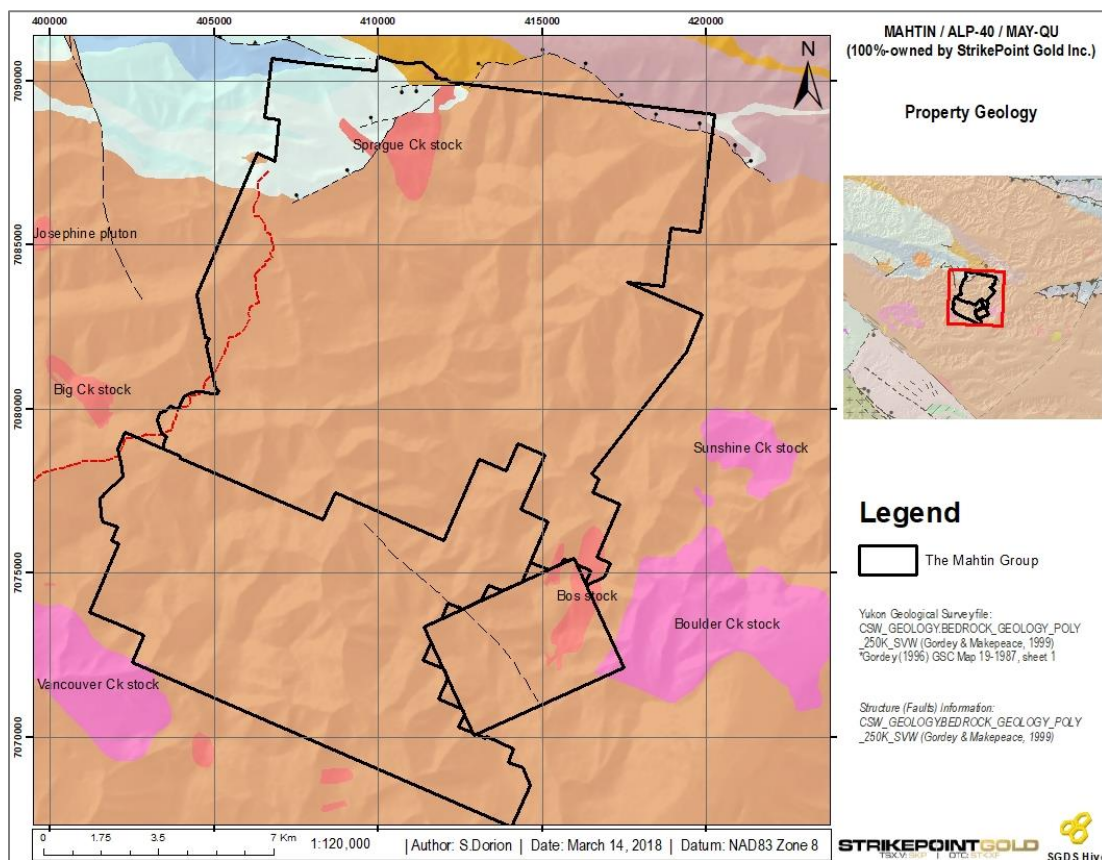 400000
405000
410000
415000
420000
MAHTIN / ALP-40 / MAY-QU
(100%-owned by StrikePoint Gold Inc.)
Property Geology
N
7090000
7085000
7080000
7075000
7070000
Sprague Ck stock
Josephine pluton
Big Ck stock
Sunshine Ck stock
Bos stock
Boulder Ck stock
Vancouver Ck stock
Legend
The Mahtin Group
Yukon Geological Survey file:
CSW_GEOLOGY.BEDROCK_GEOLOGY_POLY
_250K_SVW (Gordey & Makepeace, 1999)
*Gordey (1996) GSC Map 19-1987, sheet 1
Structure (Faults) Information:
CSW_GEOLOGY.BEDROCK_GEOLOGY_POLY
_250K_SVW (Gordey & Makepeace, 1999)
0 1.75 3.5 7 Km
1:120,000 | Author: S.Dorion | Date: March 14, 2018 | Datum: NAD83 Zone 8
STRIKEPOINTGOLD
TSX.V: SKP | OTC: STKXF
SGDS Hive